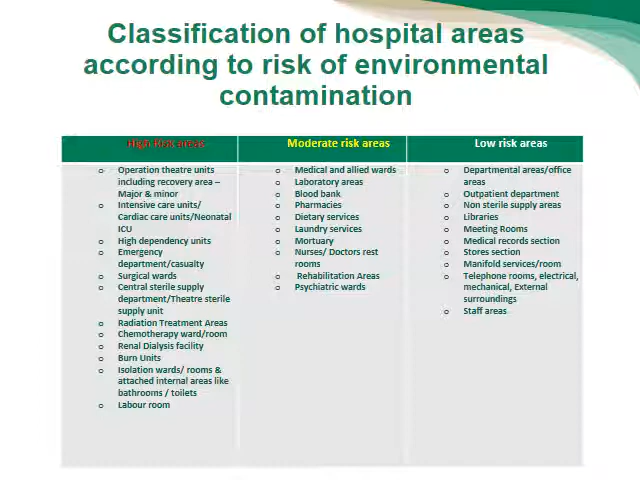 Classification of hospital areas
according to risk of environmental
contamination
High Risk areas
Moderate risk areas
Low risk areas
o Operation theatre units
including recovery area –
Major & minor
o Intensive care units/
Cardiac care units/Neonatal
ICU
o High dependency units
o Emergency
department/casualty
o Surgical wards
o Central sterile supply
department/Theatre sterile
supply unit
o Radiation Treatment Areas
o Chemotherapy ward/room
o Renal Dialysis facility
o Burn Units
o Isolation wards/ rooms &
attached internal areas like
bathrooms / toilets
o Labour room
o Medical and allied wards
o Laboratory areas
o Blood bank
o Pharmacies
o Dietary services
o Laundry services
o Mortuary
o Nurses/ Doctors rest
rooms
o Rehabilitation Areas
o Psychiatric wards
o Departmental areas/office
areas
o Outpatient department
o Non sterile supply areas
o Libraries
o Meeting Rooms
o Medical records section
o Stores section
o Manifold services/room
o Telephone rooms, electrical,
mechanical, External
surroundings
o Staff areas